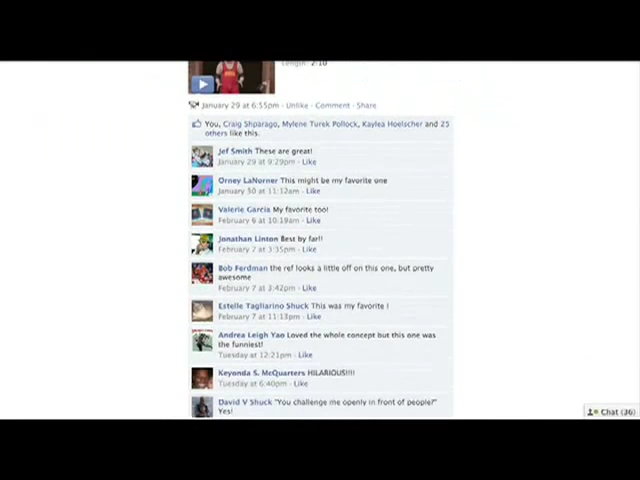 Length: 2:10
January 29 at 6:55pm · Unlike · Comment · Share
You, Craig Shparago, Mylene Turek Pollock, Kaylea Hoelscher and 25
others like this.
Jef Smith These are great!
January 29 at 9:29pm · Like
Orney LaNorner This might be my favorite one
January 30 at 11:12am · Like
Valerie Garcia My favorite too!
February 6 at 10:19am · Like
Jonathan Linton Best by far!!
February 7 at 3:35pm · Like
Bob Ferdman the ref looks a little off on this one, but pretty
awesome
February 7 at 3:42pm · Like
Estelle Tagliarino Shuck This was my favorite !
February 7 at 11:13pm · Like
Andrea Leigh Yao Loved the whole concept but this one was
the funniest!
Tuesday at 12:21pm · Like
Keyonda S. McQuarters HILARIOUS!!!!
Tuesday at 6:40pm · Like
David V Shuck "You challenge me openly in front of people?"
Yes!
Chat (36)